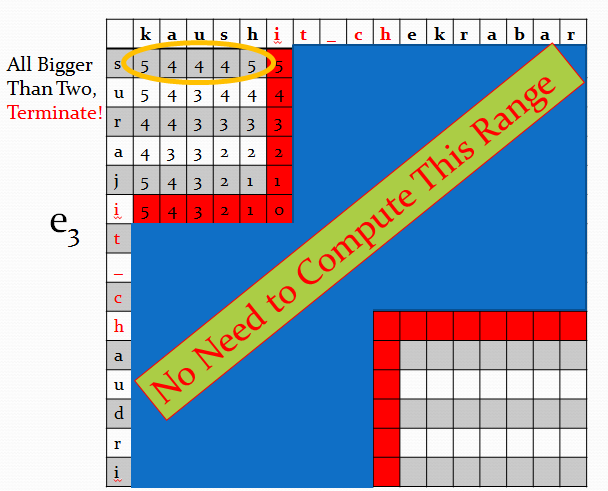 k a u s h i t _ c h e k r a b a r
s 5 4 4 4 5 5
u 5 4 3 4 4 4
r 4 4 3 3 3 3
a 4 3 3 2 2 2
j 5 4 3 2 1 1
i 5 4 3 2 1 0
t
_
c
h
a
u
d
r
i
All Bigger
Than Two,
Terminate!
e3
No Need to Compute This Range